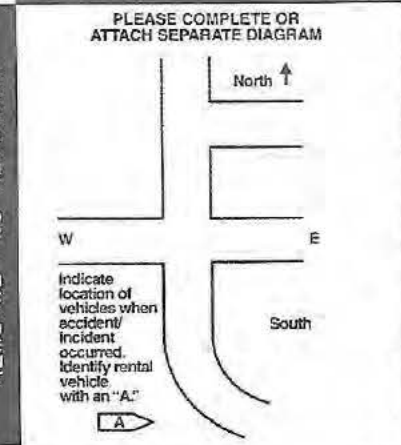 PLEASE COMPLETE OR
ATTACH SEPARATE DIAGRAM
North
W
E
Indicate
location of
vehicles when
accident/
incident
occurred.
Identify rental
vehicle
with an "A."
South
A